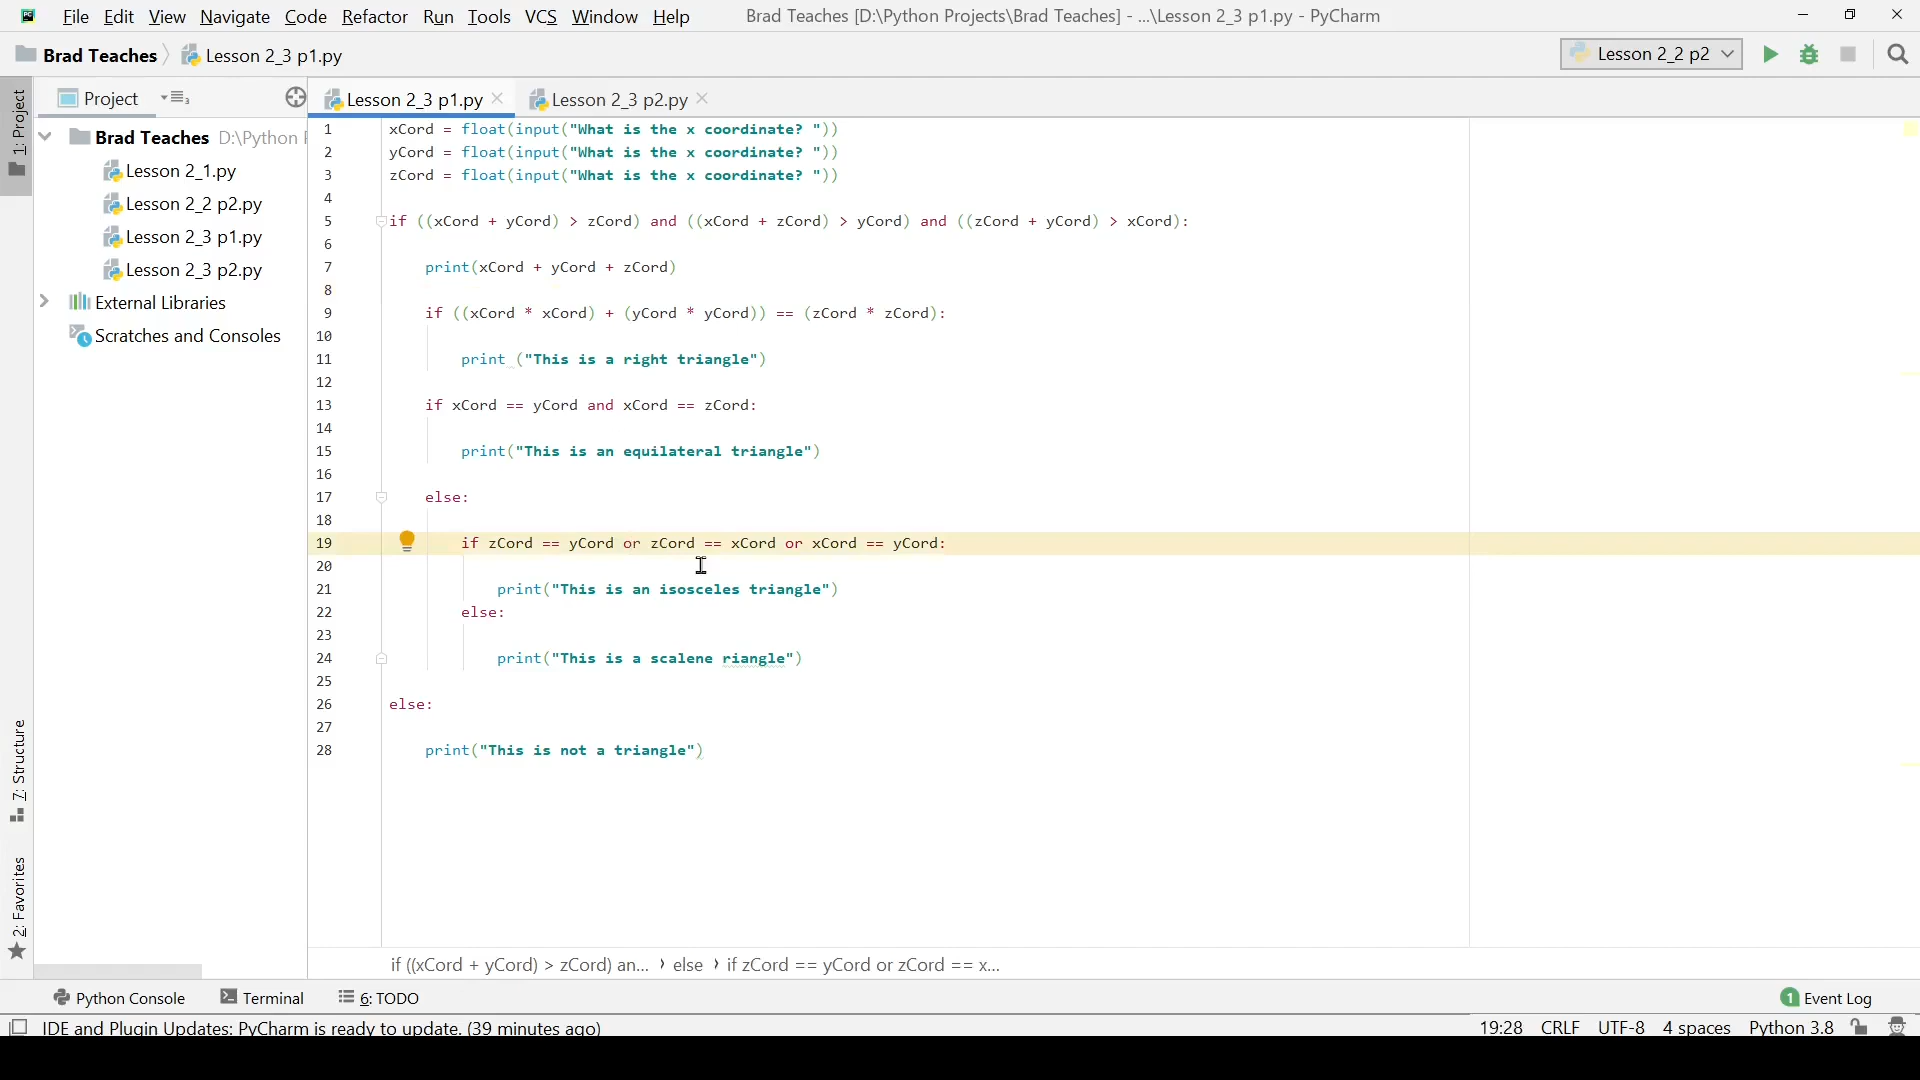 File Edit View Navigate Code Refactor Run Tools VCS Window Help Brad Teaches [D:\Python Projects\Brad Teaches] - ...\Lesson 2_3 p1.py - PyCharm
Brad Teaches Lesson 2_3 p1.py Lesson 2_2 p2
1: Project
Project
Lesson 2_3 p1.py Lesson 2_3 p2.py
Brad Teaches D:\Python
Lesson 2_1.py
Lesson 2_2 p2.py
Lesson 2_3 p1.py
Lesson 2_3 p2.py
External Libraries
Scratches and Consoles
7: Structure
2: Favorites
1 xCord = float(input("What is the x coordinate? "))
2 yCord = float(input("What is the x coordinate? "))
3 zCord = float(input("What is the x coordinate? "))
4
5 if ((xCord + yCord) > zCord) and ((xCord + zCord) > yCord) and ((zCord + yCord) > xCord):
6
7 print(xCord + yCord + zCord)
8
9 if ((xCord * xCord) + (yCord * yCord)) == (zCord * zCord):
10
11 print ("This is a right triangle")
12
13 if xCord == yCord and xCord == zCord:
14
15 print("This is an equilateral triangle")
16
17 else:
18
19 if zCord == yCord or zCord == xCord or xCord == yCord:
20
21 print("This is an isosceles triangle")
22 else:
23
24 print("This is a scalene riangle")
25
26 else:
27
28 print("This is not a triangle")
if ((xCord + yCord) > zCord) an... › else › if zCord == yCord or zCord == x...
Python Console Terminal 6: TODO 1 Event Log
IDE and Plugin Updates: PyCharm is ready to update. (39 minutes ago) 19:28 CRLF UTF-8 4 spaces Python 3.8